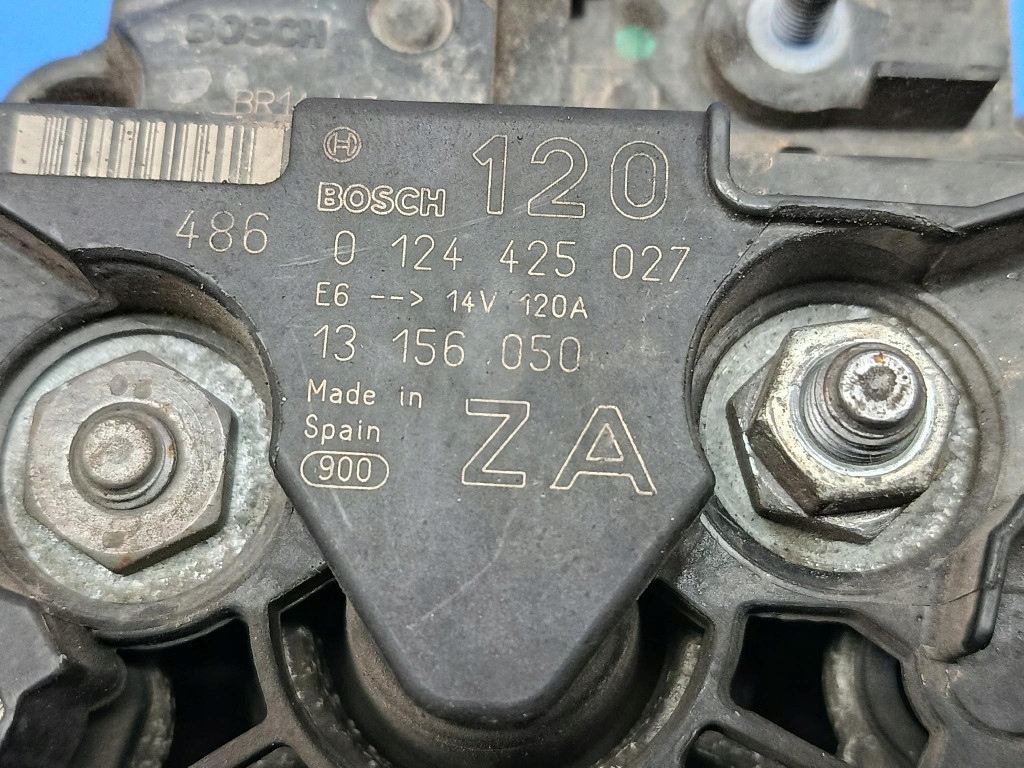 BOSCH
BOSCH 120
486 0 124 425 027
E6 --> 14V 120A
13 156 050
Made in
Spain
900
ZA